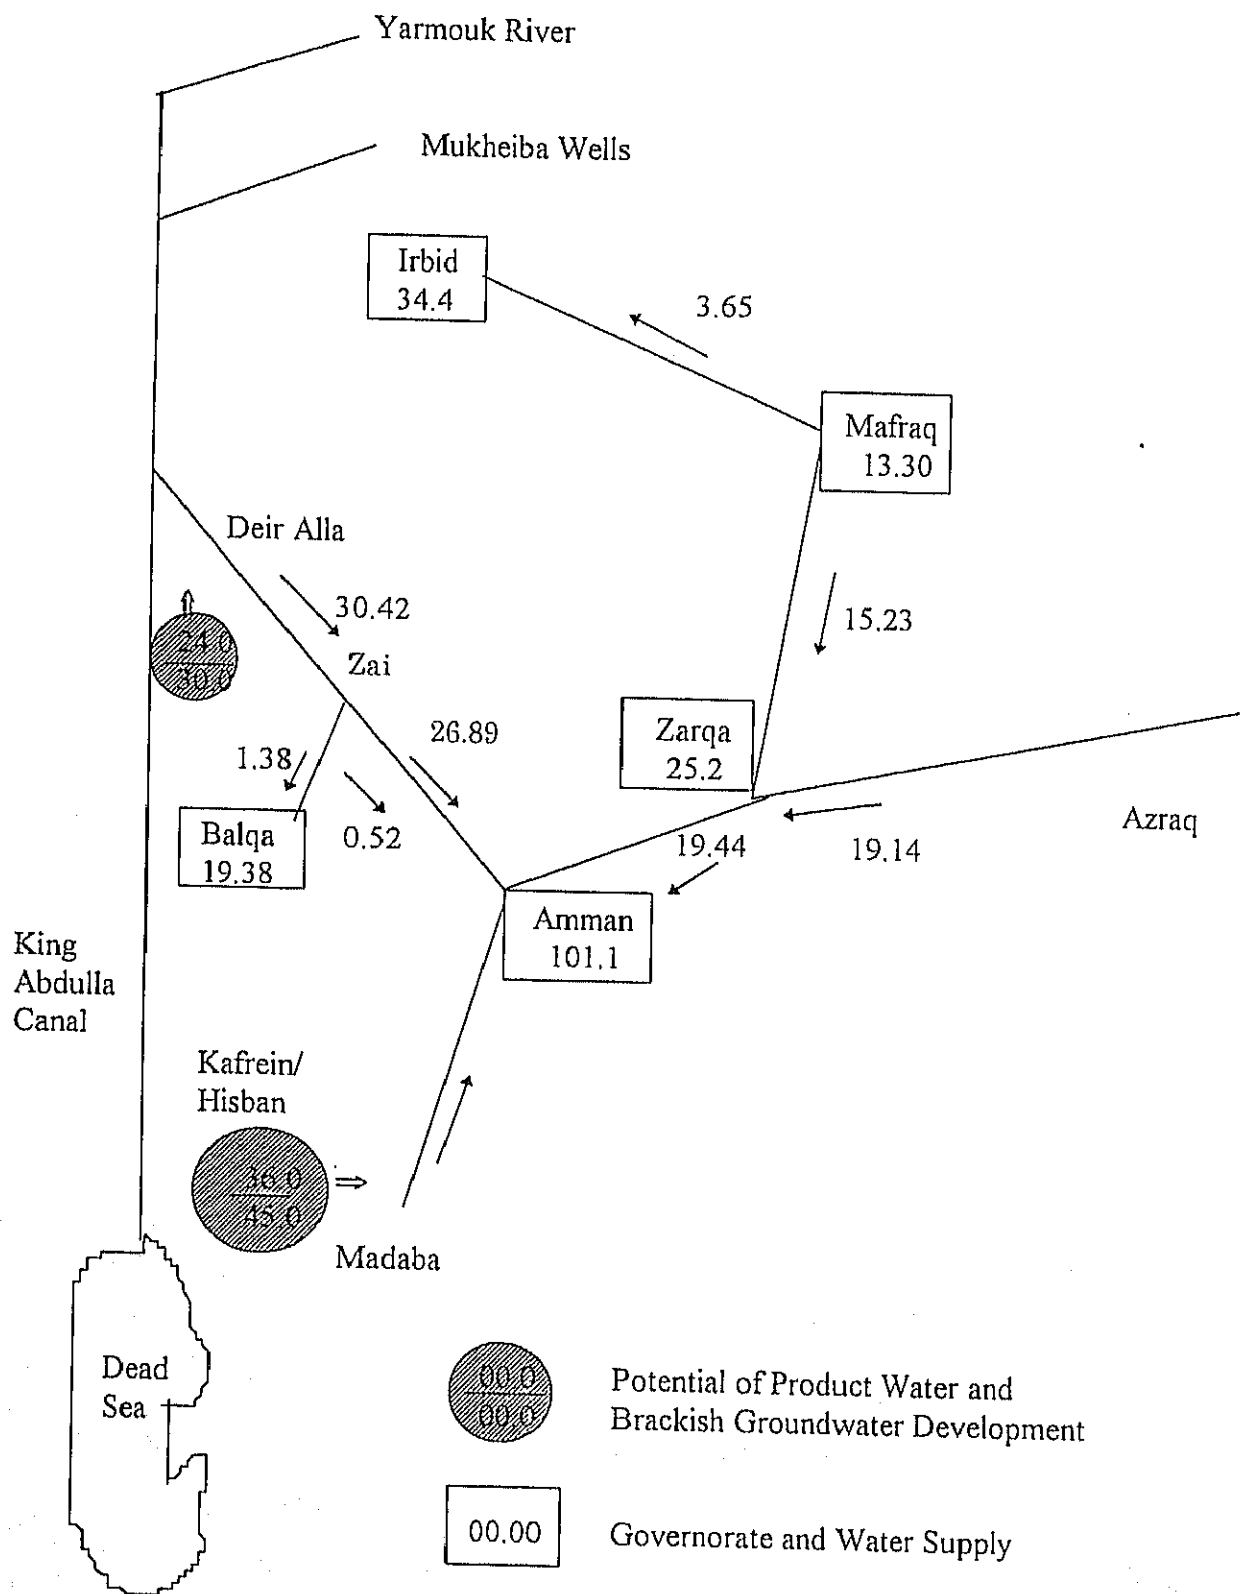 Yarmouk River
Mukheiba Wells
Irbid
34.4
3.65
Mafraq
13.30
Deir Alla
30.42
15.23
24.0
30.0
Zai
26.89
Zarqa
25.2
1.38
Balqa
19.38
0.52
19.44
19.14
Azraq
Amman
101.1
King
Abdulla
Canal
Kafrein/
Hisban
36.0
45.0
Madaba
Dead
Sea
00.0
00.0
Potential of Product Water and
Brackish Groundwater Development
00.00
Governorate and Water Supply